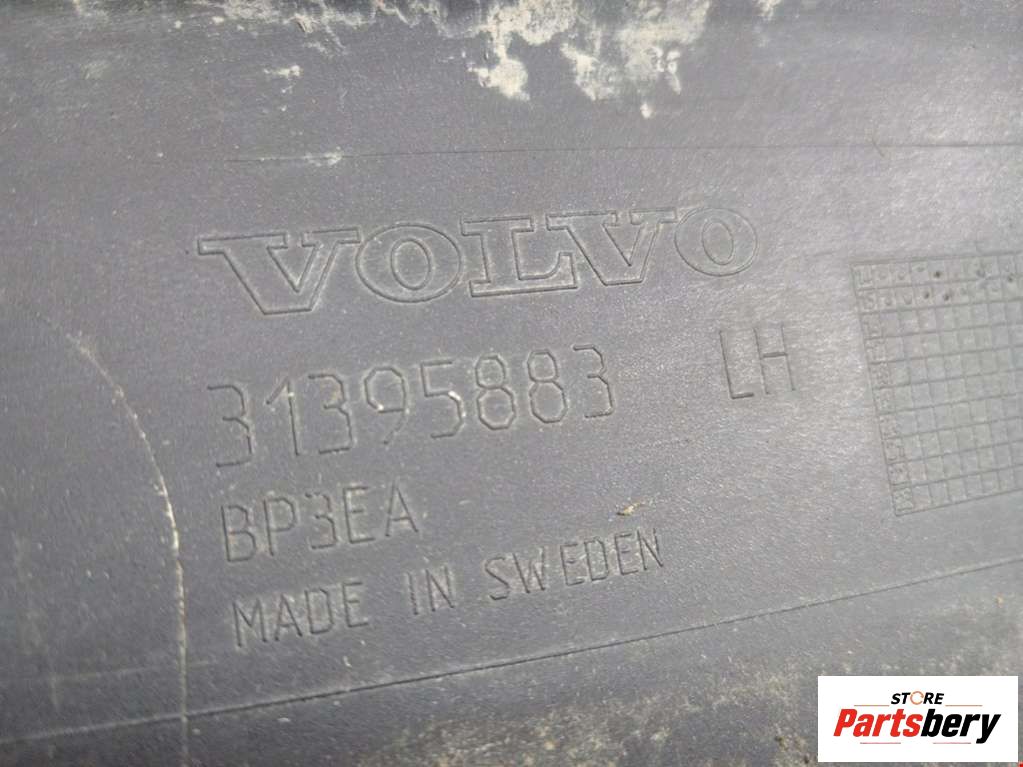 VOLVO
31395883 LH
BP3EA
MADE IN SWEDEN
STORE
Partsbery